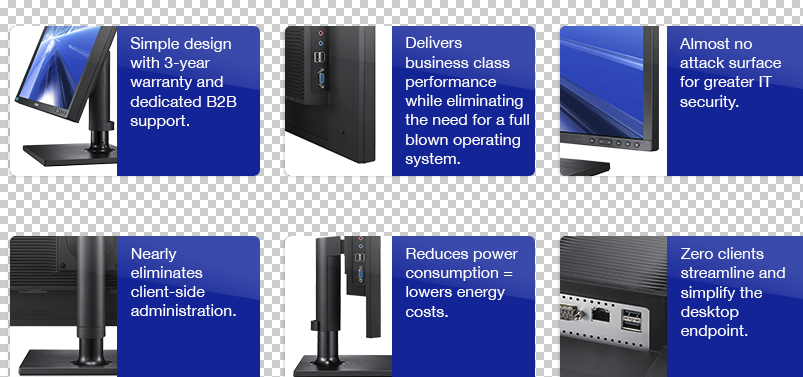 Simple design
with 3-year
warranty and
dedicated B2B
support.
Delivers
business class
performance
while eliminating
the need for a full
blown operating
system.
Almost no
attack surface
for greater IT
security.
Nearly
eliminates
client-side
administration.
Reduces power
consumption =
lowers energy
costs.
Zero clients
streamline and
simplify the
desktop
endpoint.